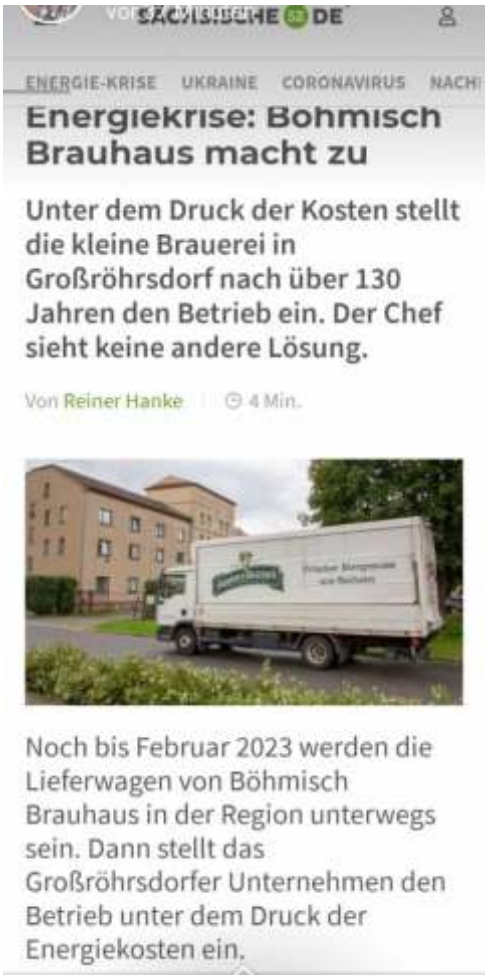 SÄCHSISCHE SZ DE
ENERGIE-KRISE UKRAINE CORONAVIRUS
Energiekrise: Böhmisch
Brauhaus macht zu
Unter dem Druck der Kosten stellt
die kleine Brauerei in
Großröhrsdorf nach über 130
Jahren den Betrieb ein. Der Chef
sieht keine andere Lösung.
Von Reiner Hanke 4 Min.
Noch bis Februar 2023 werden die
Lieferwagen von Böhmisch
Brauhaus in der Region unterwegs
sein. Dann stellt das
Großröhrsdorfer Unternehmen den
Betrieb unter dem Druck der
Energiekosten ein.